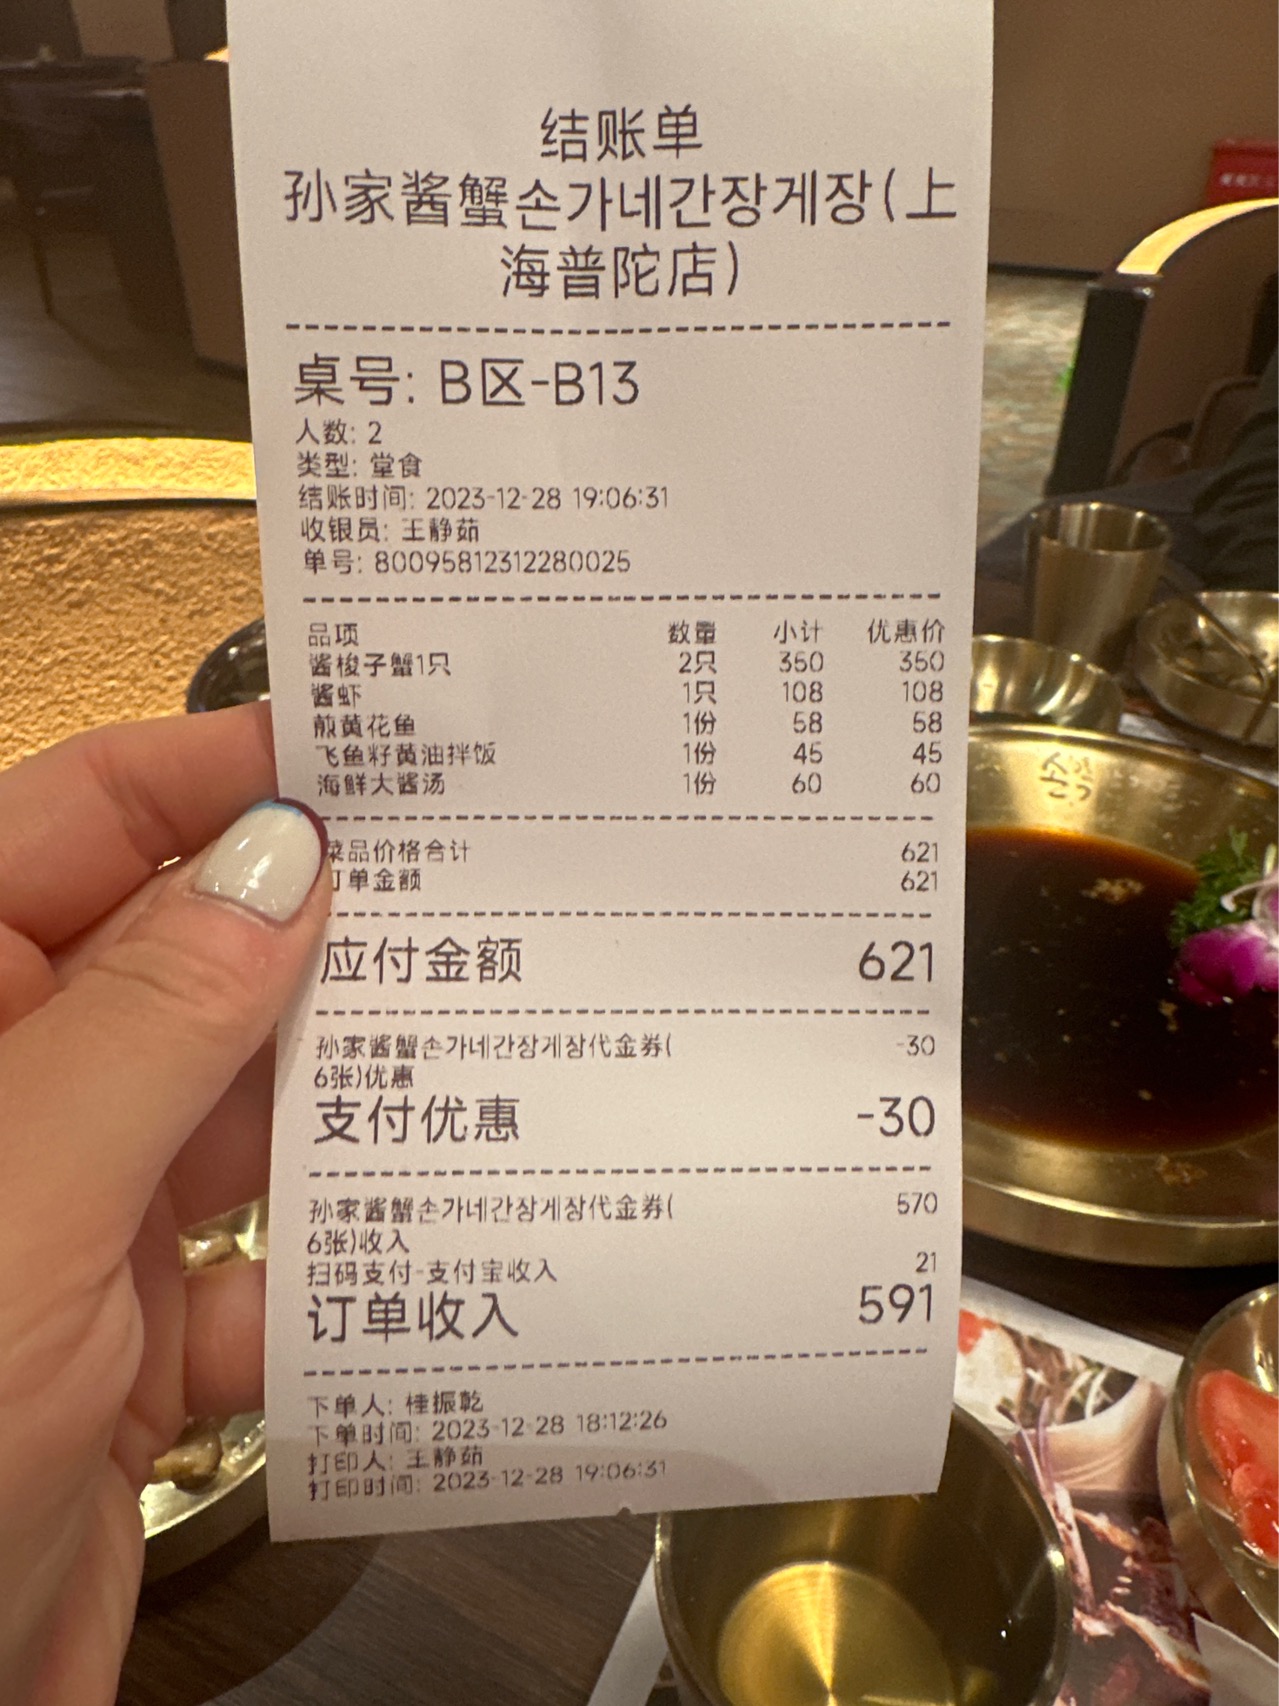 结账单
孙家酱蟹손가네간장게장(上
海普陀店)
桌号: B区-B13
人数: 2
类型: 堂食
结账时间: 2023-12-28 19:06:31
收银员: 王静茹
单号: 80095812312280025
品项 数量 小计 优惠价
酱梭子蟹1只 2只 350 350
酱虾 1只 108 108
煎黄花鱼 1份 58 58
飞鱼籽黄油拌饭 1份 45 45
海鲜大酱汤 1份 60 60
菜品价格合计 621
订单金额 621
应付金额 621
孙家酱蟹손가네간장게장代金券( -30
6张)优惠
支付优惠 -30
孙家酱蟹손가네간장게장代金券( 570
6张)收入
扫码支付-支付宝收入 21
订单收入 591
下单人: 桂振乾
下单时间: 2023-12-28 18:12:26
打印人: 王静茹
打印时间: 2023-12-28 19:06:31